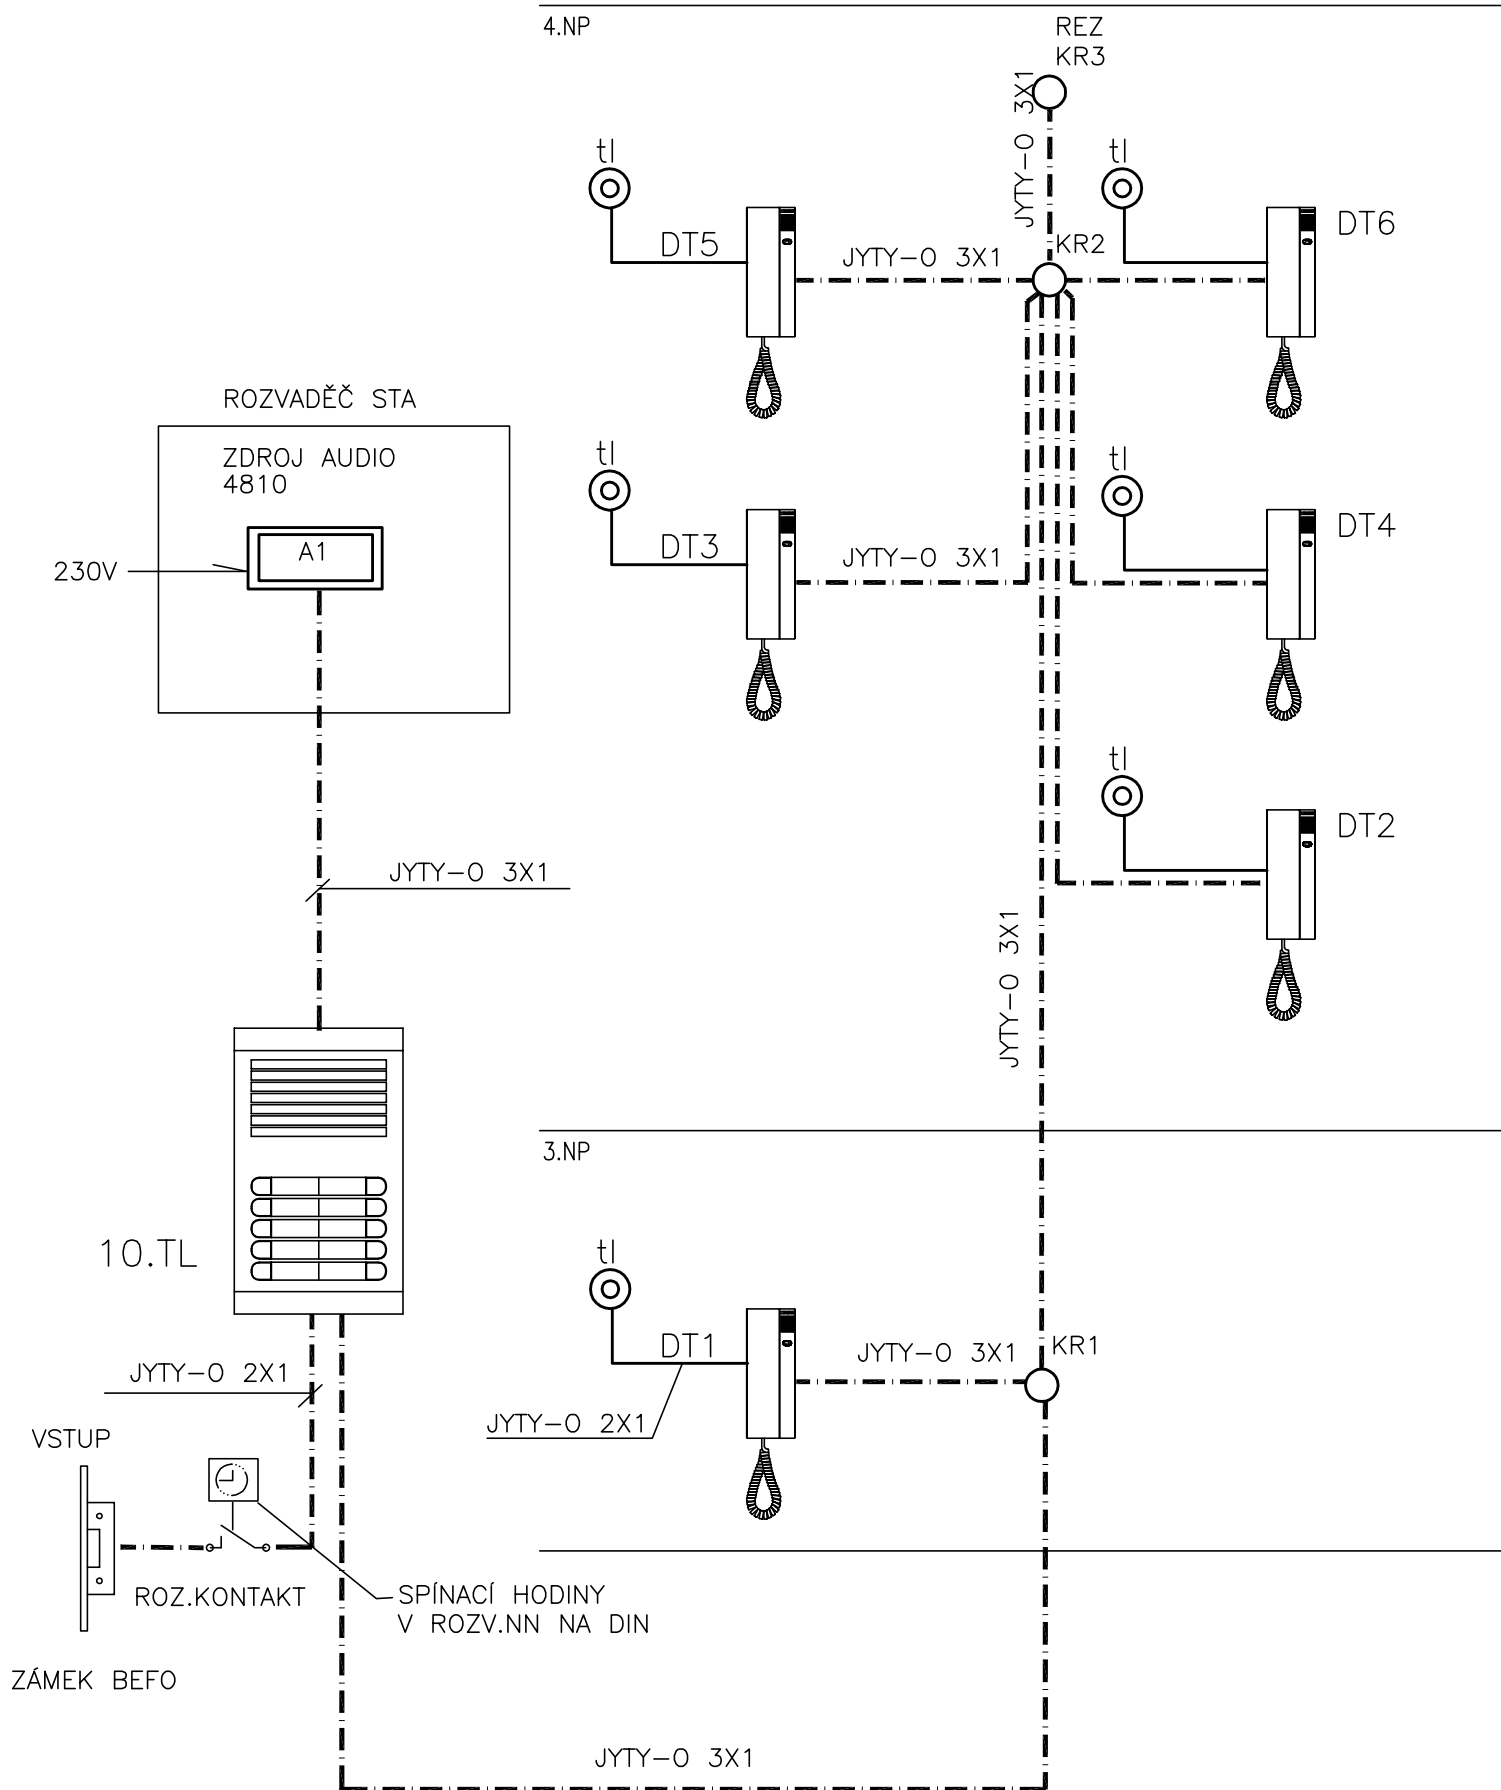 4.NP
REZ
KR3
JYTY-O 3X1
tl
tl
DT5
DT6
JYTY-O 3X1
KR2
ROZVADĚČ STA
ZDROJ AUDIO
4810
A1
230V
tl
tl
DT3
DT4
JYTY-O 3X1
tl
DT2
JYTY-O 3X1
JYTY-O 3X1
3.NP
10.TL
tl
DT1
JYTY-O 3X1
KR1
JYTY-O 2X1
JYTY-O 2X1
VSTUP
ROZ.KONTAKT
SPÍNACÍ HODINY
V ROZV.NN NA DIN
ZÁMEK BEFO
JYTY-O 3X1